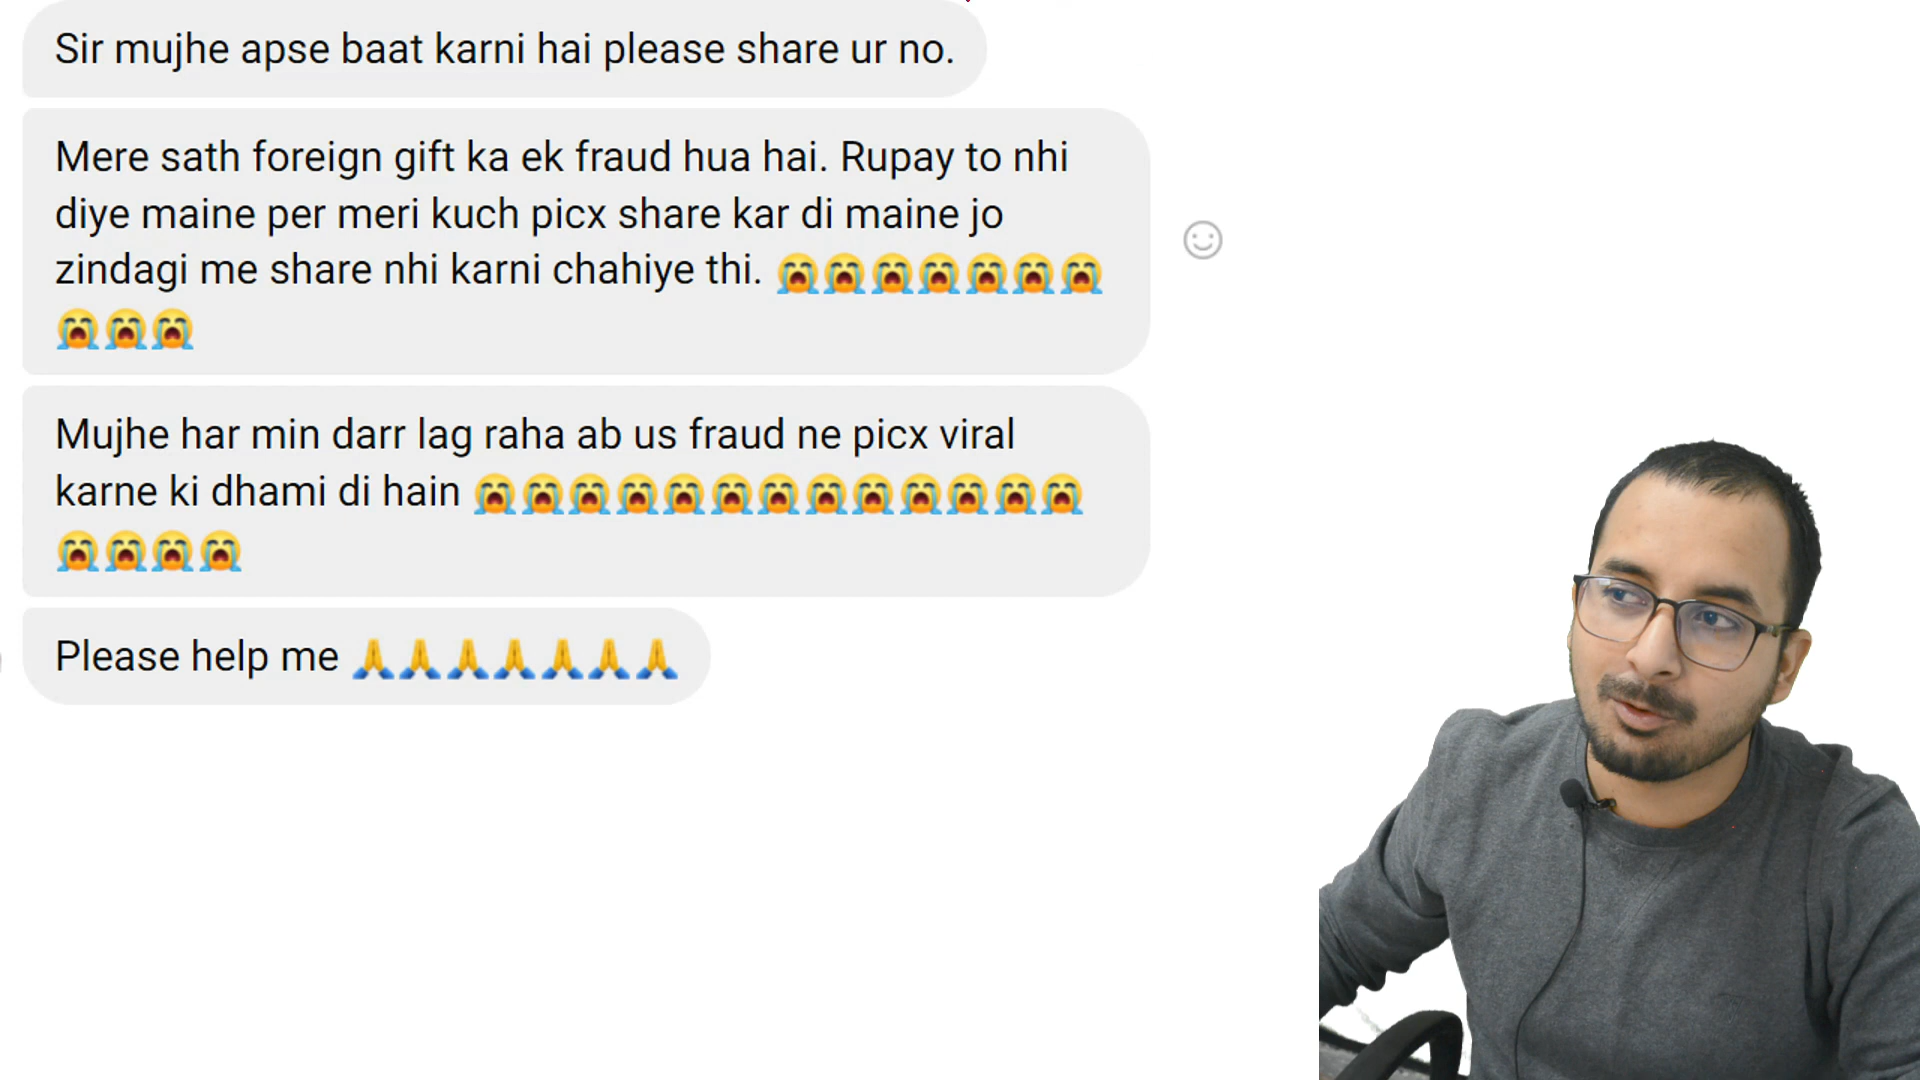 Sir mujhe apse baat karni hai please share ur no.
Mere sath foreign gift ka ek fraud hua hai. Rupay to nhi
diye maine per meri kuch picx share kar di maine jo
zindagi me share nhi karni chahiye thi. 😭😭😭😭😭😭😭
😭😭😭
Mujhe har min darr lag raha ab us fraud ne picx viral
karne ki dhami di hain 😭😭😭😭😭😭😭😭😭😭😭😭😭
😭😭😭😭
Please help me 🙏🙏🙏🙏🙏🙏🙏